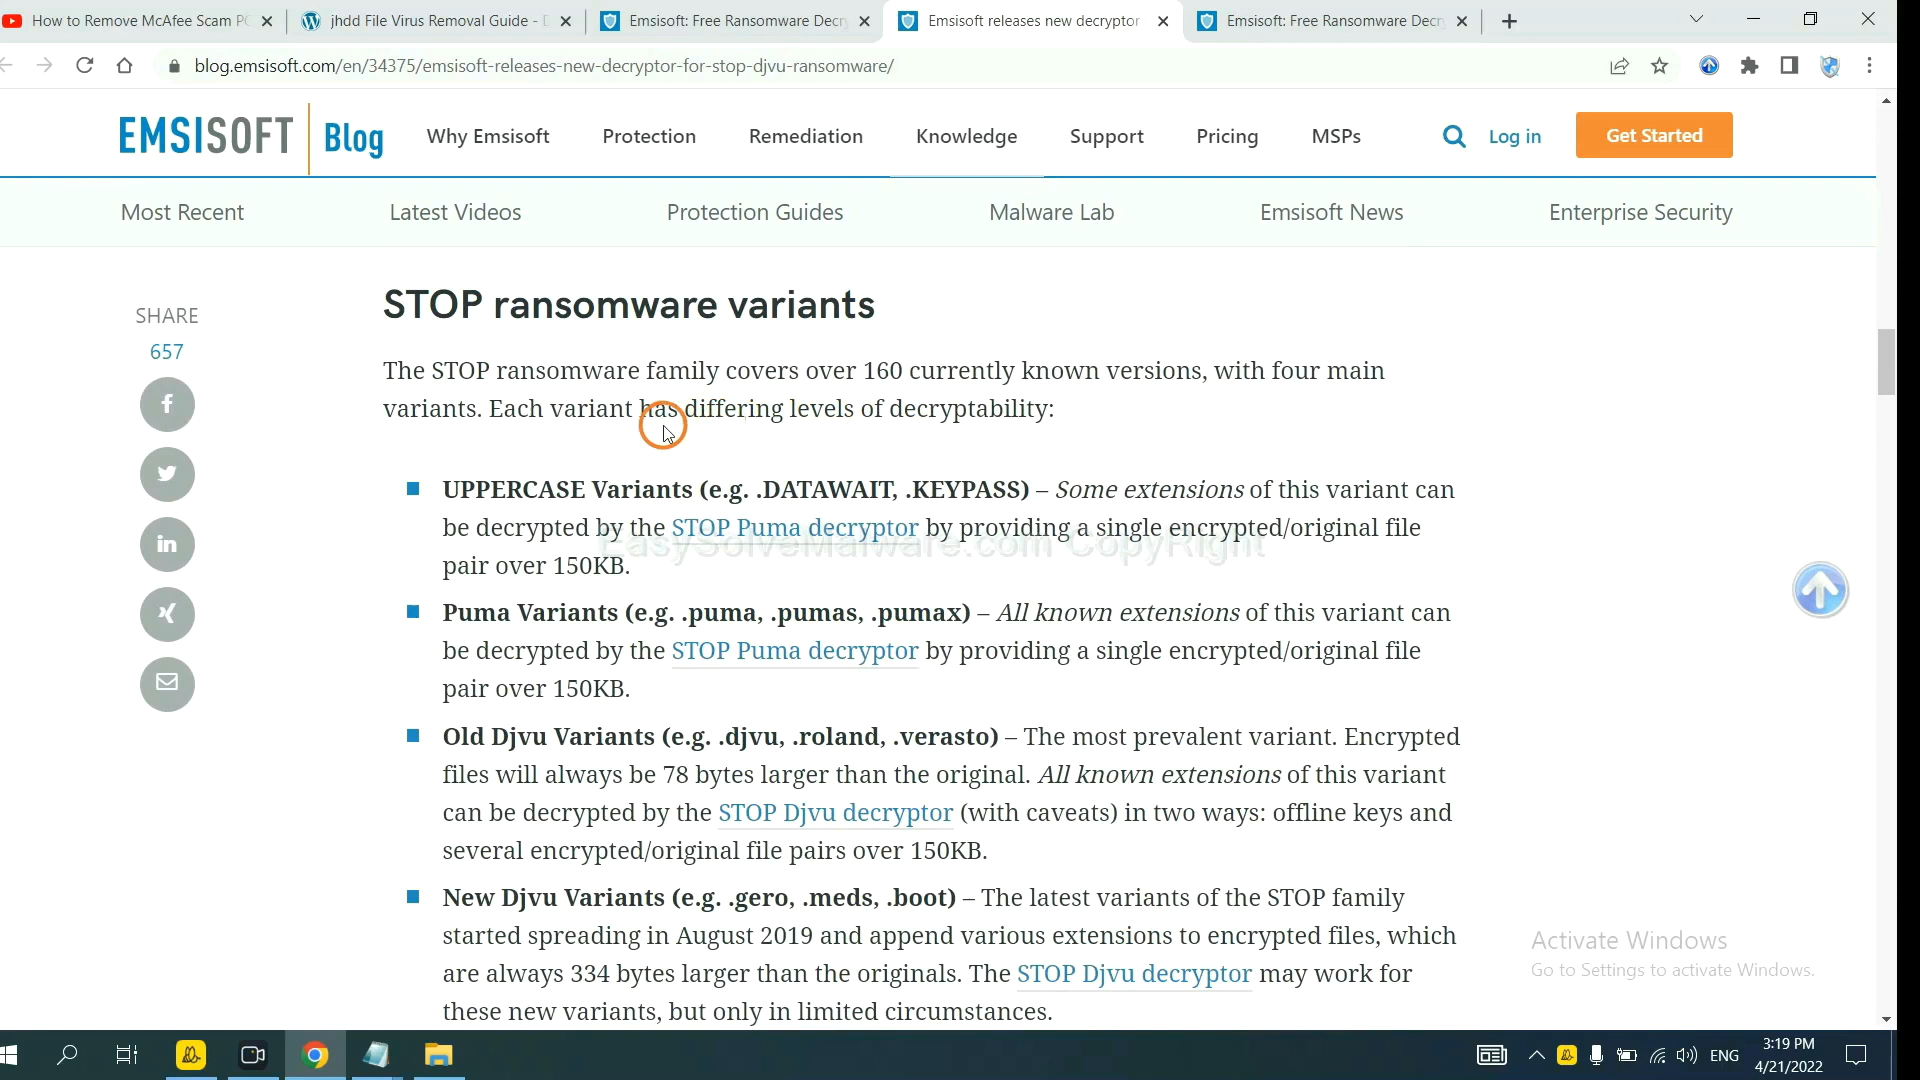 How to Remove McAfee Scam P
jhdd File Virus Removal Guide -
Emsisoft: Free Ransomware Decr
Emsisoft releases new decryptor
Emsisoft: Free Ransomware Decr
blog.emsisoft.com/en/34375/emsisoft-releases-new-decryptor-for-stop-djvu-ransomware/
EMSISOFT Blog
Why Emsisoft
Protection
Remediation
Knowledge
Support
Pricing
MSPs
Log in
Get Started
Most Recent
Latest Videos
Protection Guides
Malware Lab
Emsisoft News
Enterprise Security
SHARE
657
f
in
STOP ransomware variants
The STOP ransomware family covers over 160 currently known versions, with four main
variants. Each variant has differing levels of decryptability:
UPPERCASE Variants (e.g. .DATAWAIT, .KEYPASS) – Some extensions of this variant can
be decrypted by the STOP Puma decryptor by providing a single encrypted/original file
EasySolveMalware.com CopyRight
pair over 150KB.
Puma Variants (e.g. .puma, .pumas, .pumax) – All known extensions of this variant can
be decrypted by the STOP Puma decryptor by providing a single encrypted/original file
pair over 150KB.
Old Djvu Variants (e.g. .djvu, .roland, .verasto) – The most prevalent variant. Encrypted
files will always be 78 bytes larger than the original. All known extensions of this variant
can be decrypted by the STOP Djvu decryptor (with caveats) in two ways: offline keys and
several encrypted/original file pairs over 150KB.
New Djvu Variants (e.g. .gero, .meds, .boot) – The latest variants of the STOP family
started spreading in August 2019 and append various extensions to encrypted files, which
are always 334 bytes larger than the originals. The STOP Djvu decryptor may work for
these new variants, but only in limited circumstances.
Activate Windows
Go to Settings to activate Windows.
ENG
3:19 PM
4/21/2022